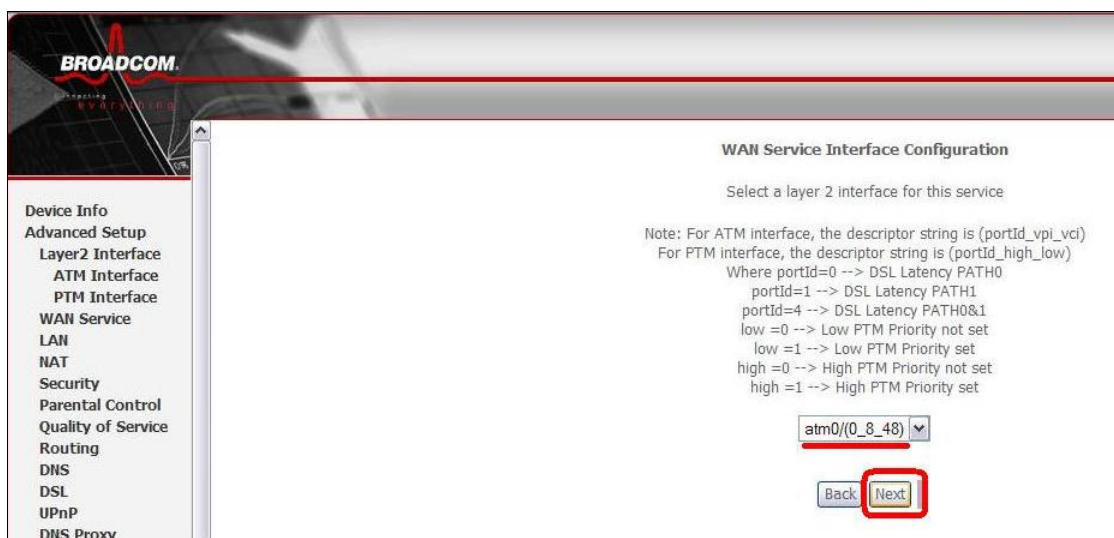 BROADCOM.
Connecting
everything
Device Info
Advanced Setup
Layer2 Interface
ATM Interface
PTM Interface
WAN Service
LAN
NAT
Security
Parental Control
Quality of Service
Routing
DNS
DSL
UPnP
DNS Proxy
WAN Service Interface Configuration
Select a layer 2 interface for this service
Note: For ATM interface, the descriptor string is (portId_vpi_vci)
For PTM interface, the descriptor string is (portId_high_low)
Where portId=0 --> DSL Latency PATH0
portId=1 --> DSL Latency PATH1
portId=4 --> DSL Latency PATH0&1
low =0 --> Low PTM Priority not set
low =1 --> Low PTM Priority set
high =0 --> High PTM Priority not set
high =1 --> High PTM Priority set
atm0/(0_8_48)
Back Next